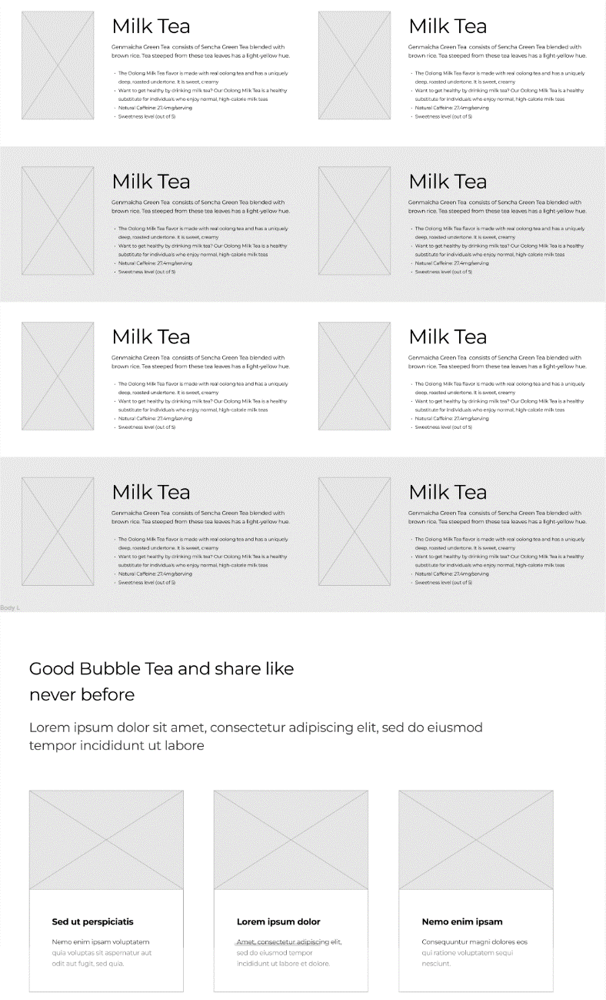 Milk Tea
Genmaicha Green Tea consists of Sencha Green Tea blended with
brown rice. Tea steeped from these tea leaves has a light-yellow hue.
• The Oolong Milk Tea flavor is made with real oolong tea and has a uniquely
deep, roasted undertone. It is sweet, creamy
• Want to get healthy by drinking milk tea? Our Oolong Milk Tea is a healthy
substitute for individuals who enjoy normal, high-calorie milk teas
• Natural Caffeine: 27.4mg/serving
• Sweetness level (out of 5)
Milk Tea
Genmaicha Green Tea consists of Sencha Green Tea blended with
brown rice. Tea steeped from these tea leaves has a light-yellow hue.
• The Oolong Milk Tea flavor is made with real oolong tea and has a uniquely
deep, roasted undertone. It is sweet, creamy
• Want to get healthy by drinking milk tea? Our Oolong Milk Tea is a healthy
substitute for individuals who enjoy normal, high-calorie milk teas
• Natural Caffeine: 27.4mg/serving
• Sweetness level (out of 5)
Milk Tea
Genmaicha Green Tea consists of Sencha Green Tea blended with
brown rice. Tea steeped from these tea leaves has a light-yellow hue.
• The Oolong Milk Tea flavor is made with real oolong tea and has a uniquely
deep, roasted undertone. It is sweet, creamy
• Want to get healthy by drinking milk tea? Our Oolong Milk Tea is a healthy
substitute for individuals who enjoy normal, high-calorie milk teas
• Natural Caffeine: 27.4mg/serving
• Sweetness level (out of 5)
Milk Tea
Genmaicha Green Tea consists of Sencha Green Tea blended with
brown rice. Tea steeped from these tea leaves has a light-yellow hue.
• The Oolong Milk Tea flavor is made with real oolong tea and has a uniquely
deep, roasted undertone. It is sweet, creamy
• Want to get healthy by drinking milk tea? Our Oolong Milk Tea is a healthy
substitute for individuals who enjoy normal, high-calorie milk teas
• Natural Caffeine: 27.4mg/serving
• Sweetness level (out of 5)
Milk Tea
Genmaicha Green Tea consists of Sencha Green Tea blended with
brown rice. Tea steeped from these tea leaves has a light-yellow hue.
• The Oolong Milk Tea flavor is made with real oolong tea and has a uniquely
deep, roasted undertone. It is sweet, creamy
• Want to get healthy by drinking milk tea? Our Oolong Milk Tea is a healthy
substitute for individuals who enjoy normal, high-calorie milk teas
• Natural Caffeine: 27.4mg/serving
• Sweetness level (out of 5)
Milk Tea
Genmaicha Green Tea consists of Sencha Green Tea blended with
brown rice. Tea steeped from these tea leaves has a light-yellow hue.
• The Oolong Milk Tea flavor is made with real oolong tea and has a uniquely
deep, roasted undertone. It is sweet, creamy
• Want to get healthy by drinking milk tea? Our Oolong Milk Tea is a healthy
substitute for individuals who enjoy normal, high-calorie milk teas
• Natural Caffeine: 27.4mg/serving
• Sweetness level (out of 5)
Milk Tea
Genmaicha Green Tea consists of Sencha Green Tea blended with
brown rice. Tea steeped from these tea leaves has a light-yellow hue.
• The Oolong Milk Tea flavor is made with real oolong tea and has a uniquely
deep, roasted undertone. It is sweet, creamy
• Want to get healthy by drinking milk tea? Our Oolong Milk Tea is a healthy
substitute for individuals who enjoy normal, high-calorie milk teas
• Natural Caffeine: 27.4mg/serving
• Sweetness level (out of 5)
Milk Tea
Genmaicha Green Tea consists of Sencha Green Tea blended with
brown rice. Tea steeped from these tea leaves has a light-yellow hue.
• The Oolong Milk Tea flavor is made with real oolong tea and has a uniquely
deep, roasted undertone. It is sweet, creamy
• Want to get healthy by drinking milk tea? Our Oolong Milk Tea is a healthy
substitute for individuals who enjoy normal, high-calorie milk teas
• Natural Caffeine: 27.4mg/serving
• Sweetness level (out of 5)
Body L
Good Bubble Tea and share like
never before
Lorem ipsum dolor sit amet, consectetur adipiscing elit, sed do eiusmod
tempor incididunt ut labore
Sed ut perspiciatis
Nemo enim ipsam voluptatem
quia voluptas sit aspernatur aut
odit aut fugit, sed quia.
Lorem ipsum dolor
Amet, consectetur adipiscing elit,
sed do eiusmod tempor
incididunt ut labore et dolore.
Nemo enim ipsam
Consequuntur magni dolores eos
qui ratione voluptatem sequi
nesciunt.